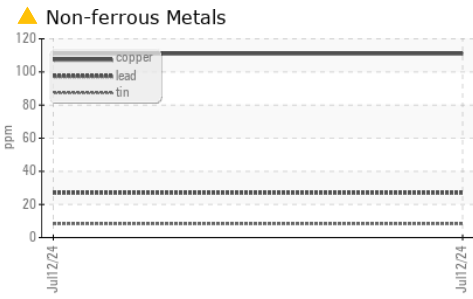 Non-ferrous Metals
120
100
80
60
40
20
0
ppm
copper
lead
tin
Jul12/24
Jul12/24